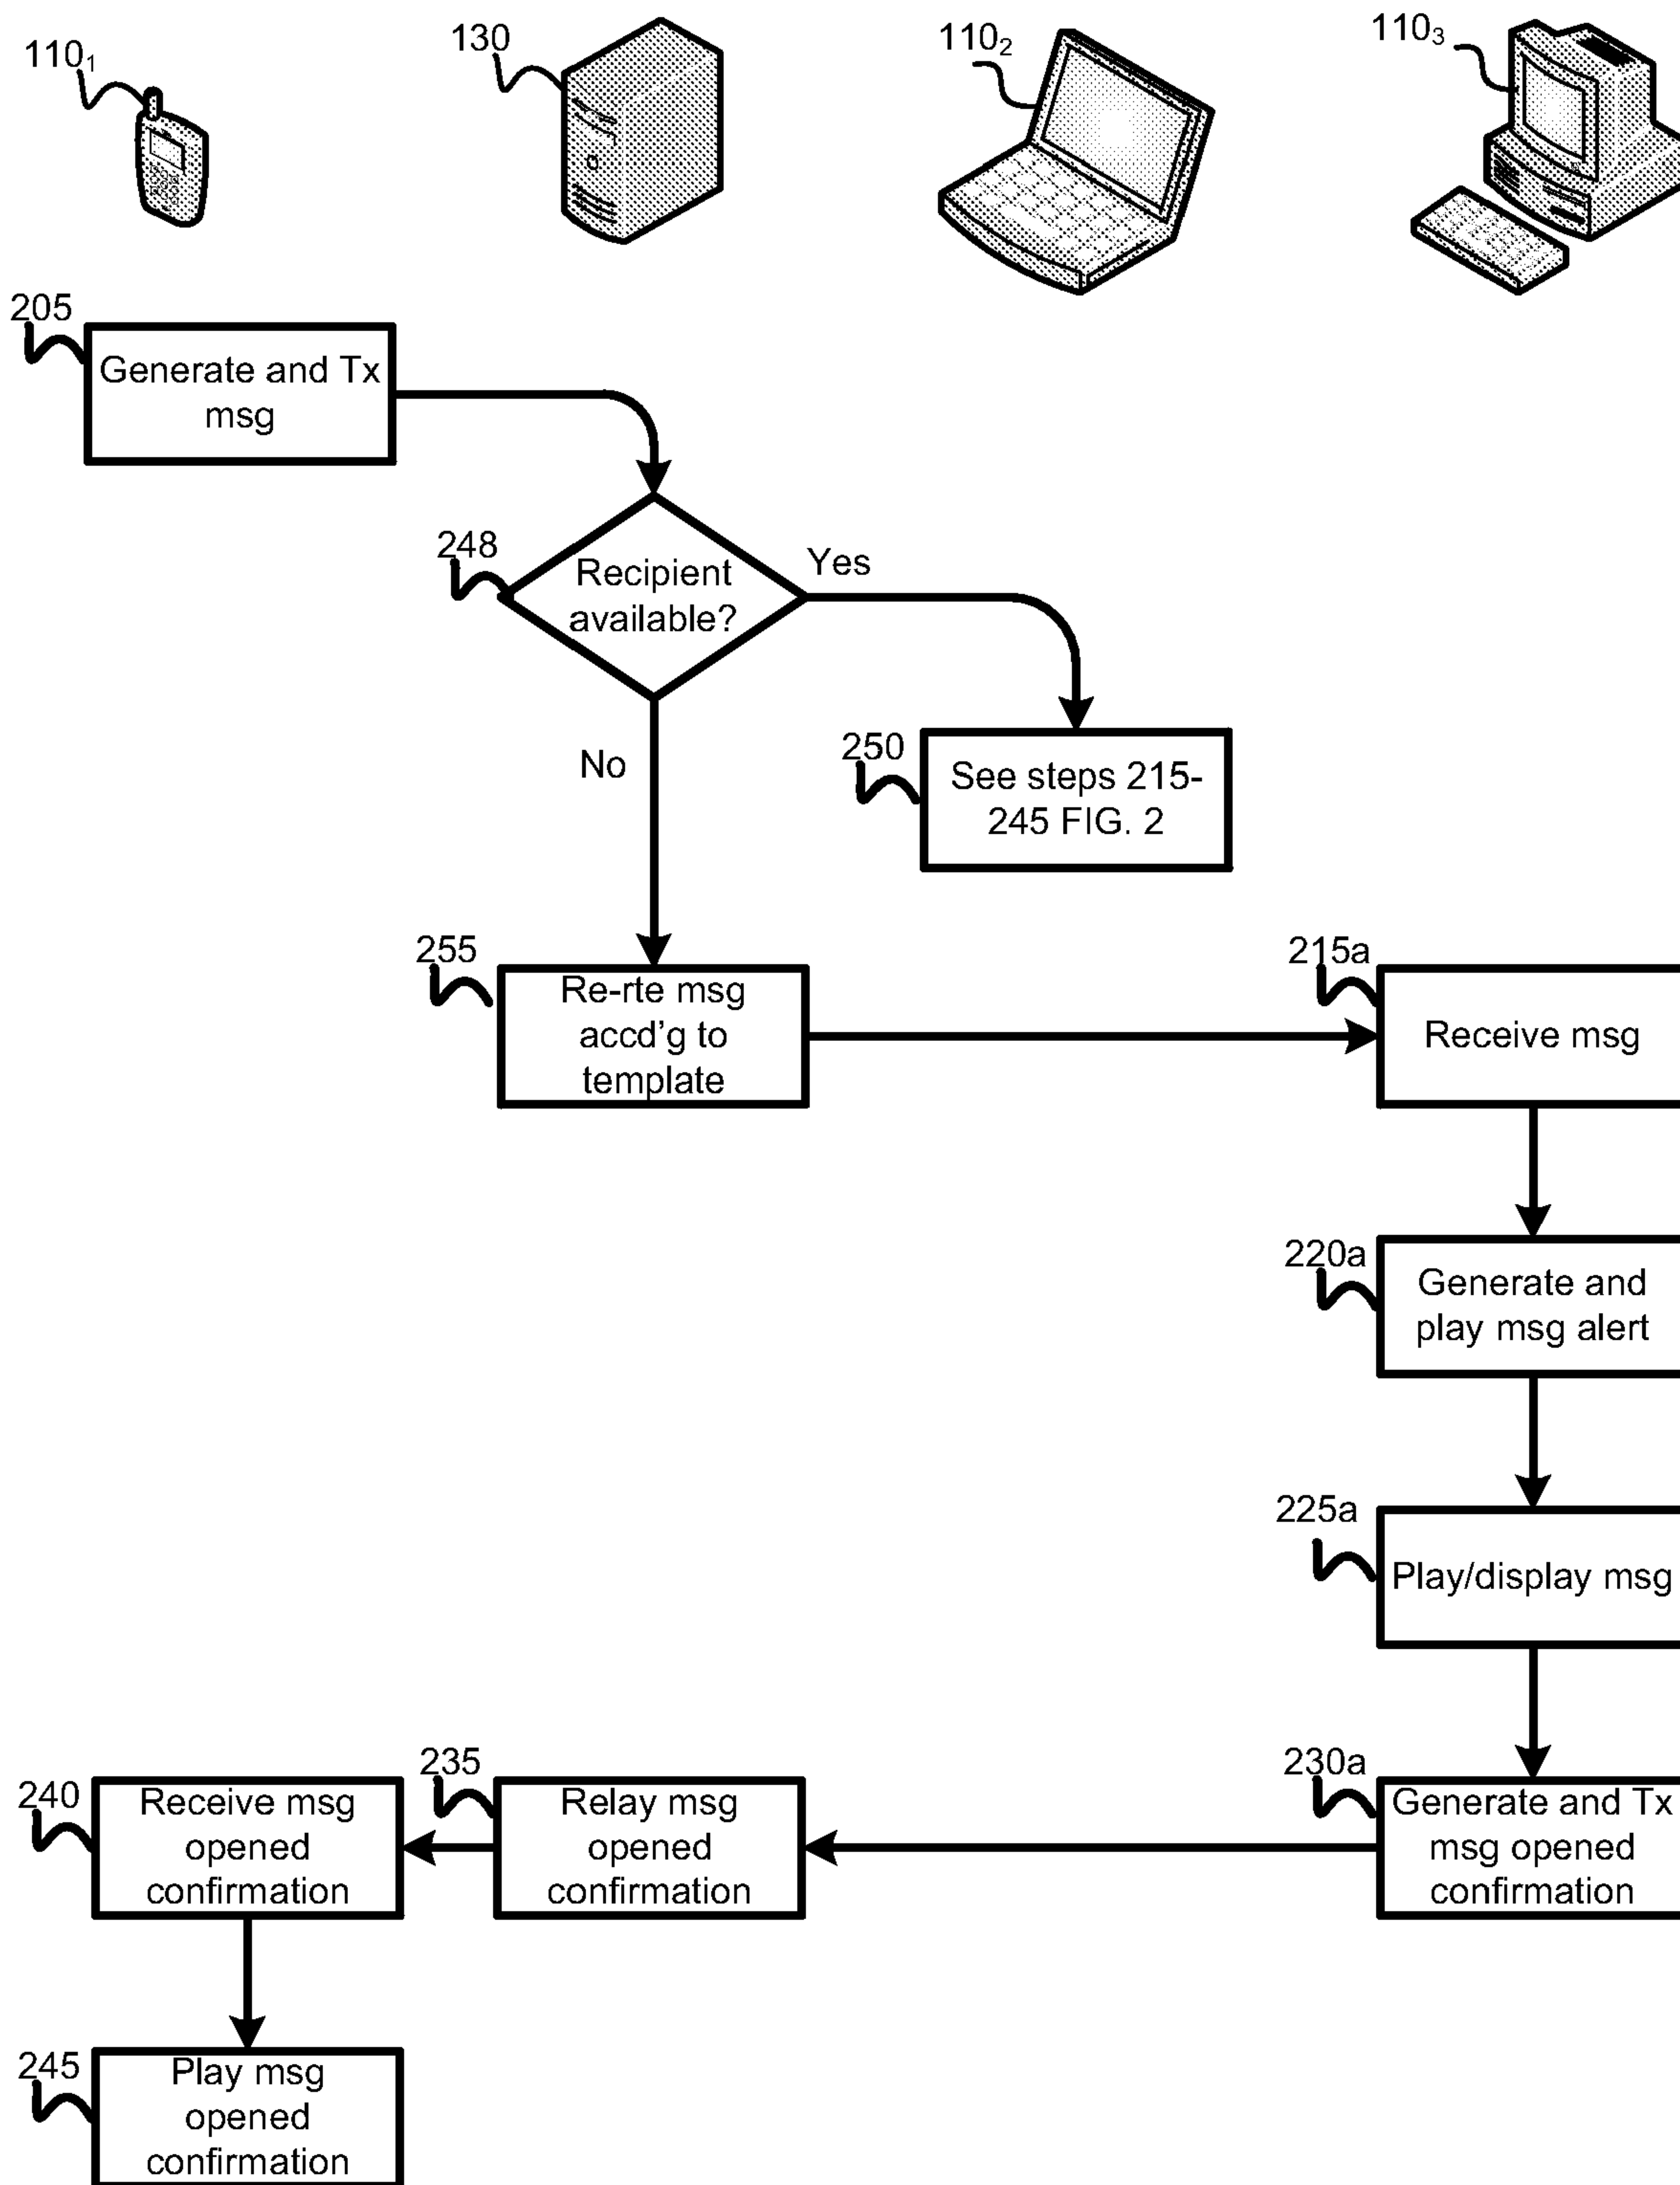 110₁
130
110₂
110₃
205
Generate and Tx
msg
248
Recipient
available?
Yes
No
250
See steps 215-
245 FIG. 2
255
Re-rte msg
accd'g to
template
215a
Receive msg
220a
Generate and
play msg alert
225a
Play/display msg
240
Receive msg
opened
confirmation
235
Relay msg
opened
confirmation
230a
Generate and Tx
msg opened
confirmation
245
Play msg
opened
confirmation